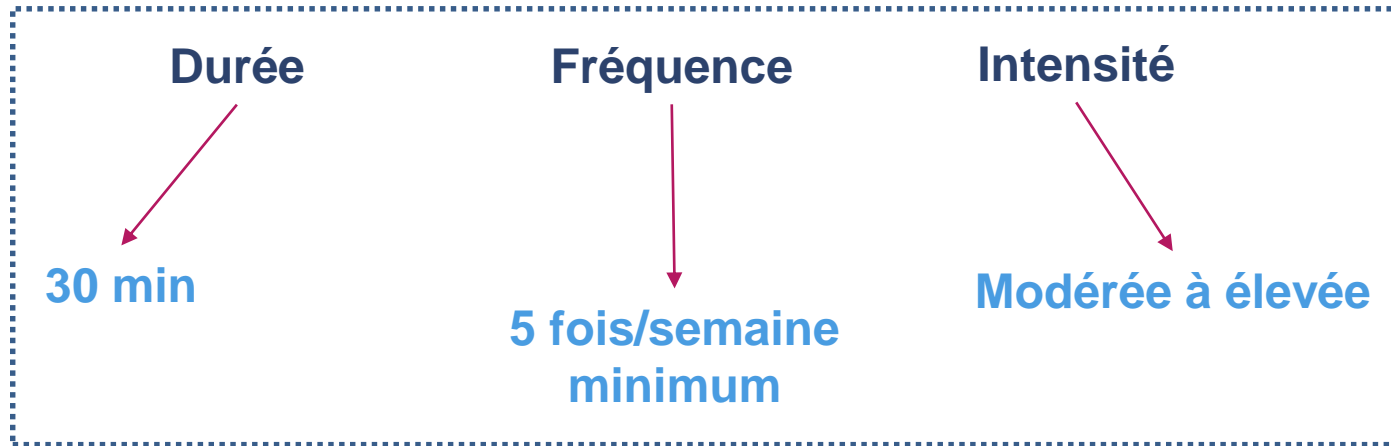 Durée
Fréquence
Intensité
30 min
5 fois/semaine
minimum
Modérée à élevée